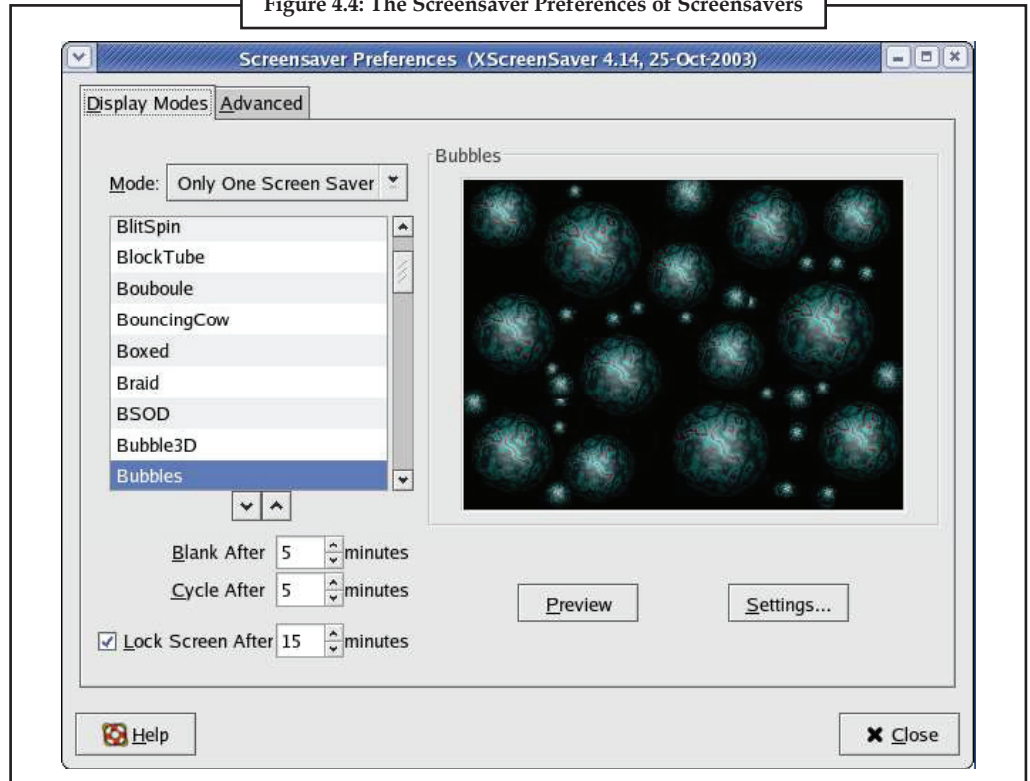 Figure 4.4: The Screensaver Preferences of Screensavers
Screensaver Preferences (XScreenSaver 4.14, 25-Oct-2003)
Display Modes Advanced
Mode: Only One Screen Saver
BlitSpin
BlockTube
Bouboule
BouncingCow
Boxed
Braid
BSOD
Bubble3D
Bubbles
Blank After 5 minutes
Cycle After 5 minutes
Lock Screen After 15 minutes
Bubbles
Preview Settings...
Help Close